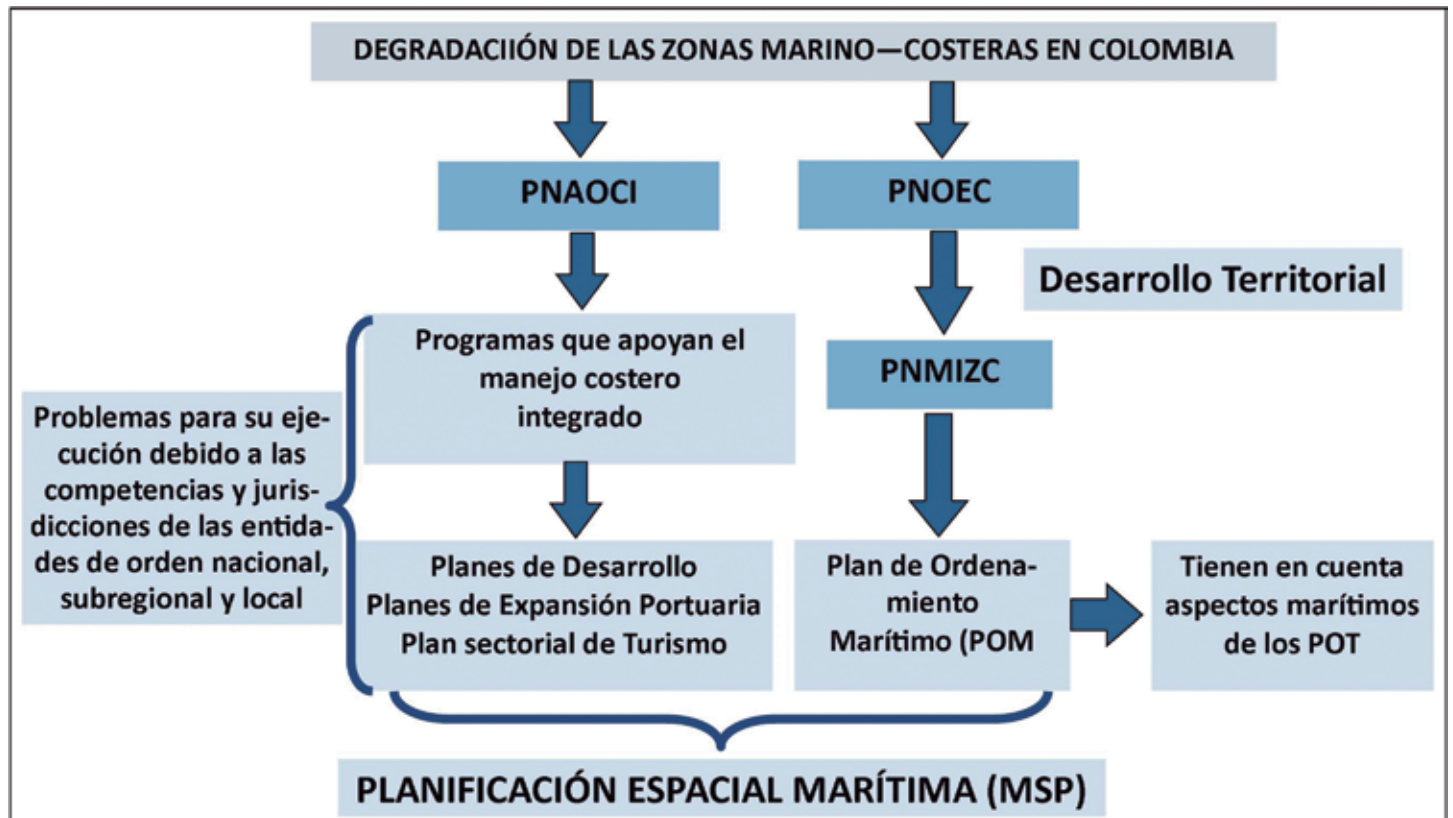 DEGRADACIIÓN DE LAS ZONAS MARINO—COSTERAS EN COLOMBIA
PNAOCI
PNOEC
Desarrollo Territorial
Programas que apoyan el
manejo costero
integrado
PNMIZC
Problemas para su eje-
cución debido a las
competencias y juris-
dicciones de las entida-
des de orden nacional,
subregional y local
Planes de Desarrollo
Planes de Expansión Portuaria
Plan sectorial de Turismo
Plan de Ordena-
miento
Marítimo (POM
Tienen en cuenta
aspectos marítimos
de los POT
PLANIFICACIÓN ESPACIAL MARÍTIMA (MSP)